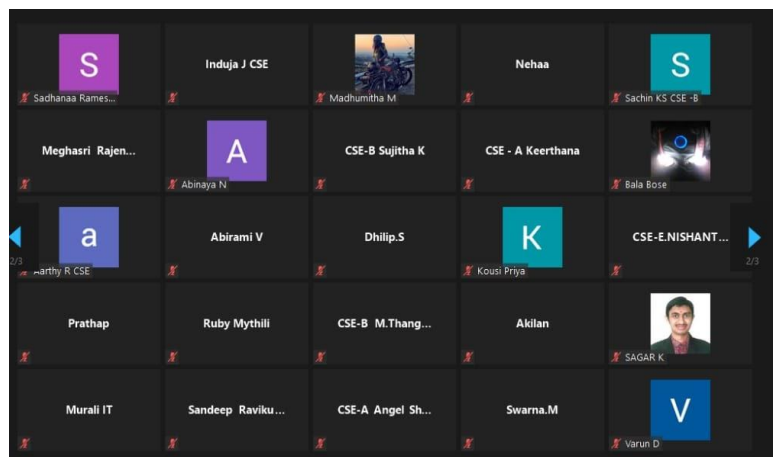 S
Sadhanaa Rames...
Induja J CSE
Madhumitha M
Nehaa
S
Sachin KS CSE -B
Meghasri Rajen...
A
Abinaya N
CSE-B Sujitha K
CSE - A Keerthana
Bala Bose
a
Aarthy R CSE
Abirami V
Dhilip.S
K
Kousi Priya
CSE-E.NISHANT...
2/3
2/3
Prathap
Ruby Mythili
CSE-B M.Thang...
Akilan
SAGAR K
Murali IT
Sandeep Raviku...
CSE-A Angel Sh...
Swarna.M
V
Varun D